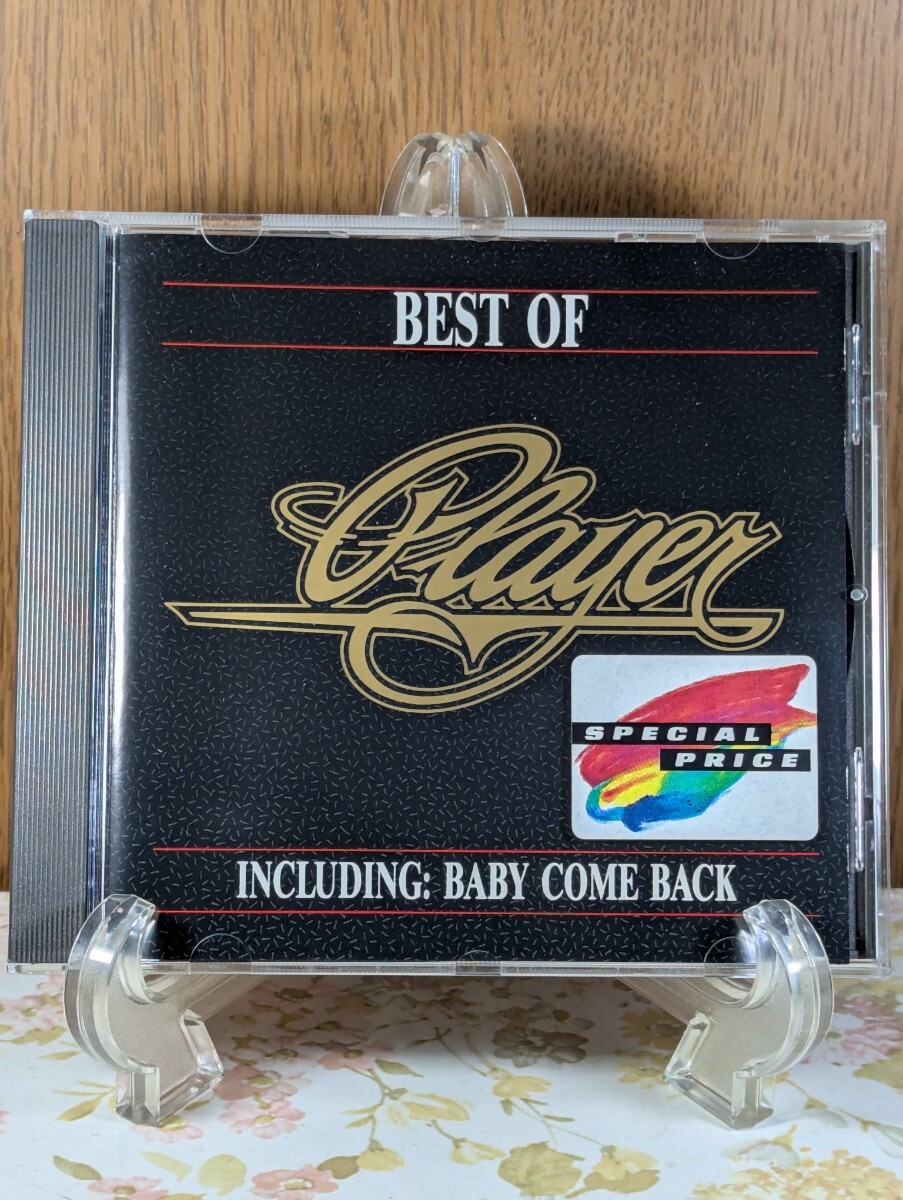 BEST OF
Player
SPECIAL
PRICE
INCLUDING: BABY COME BACK